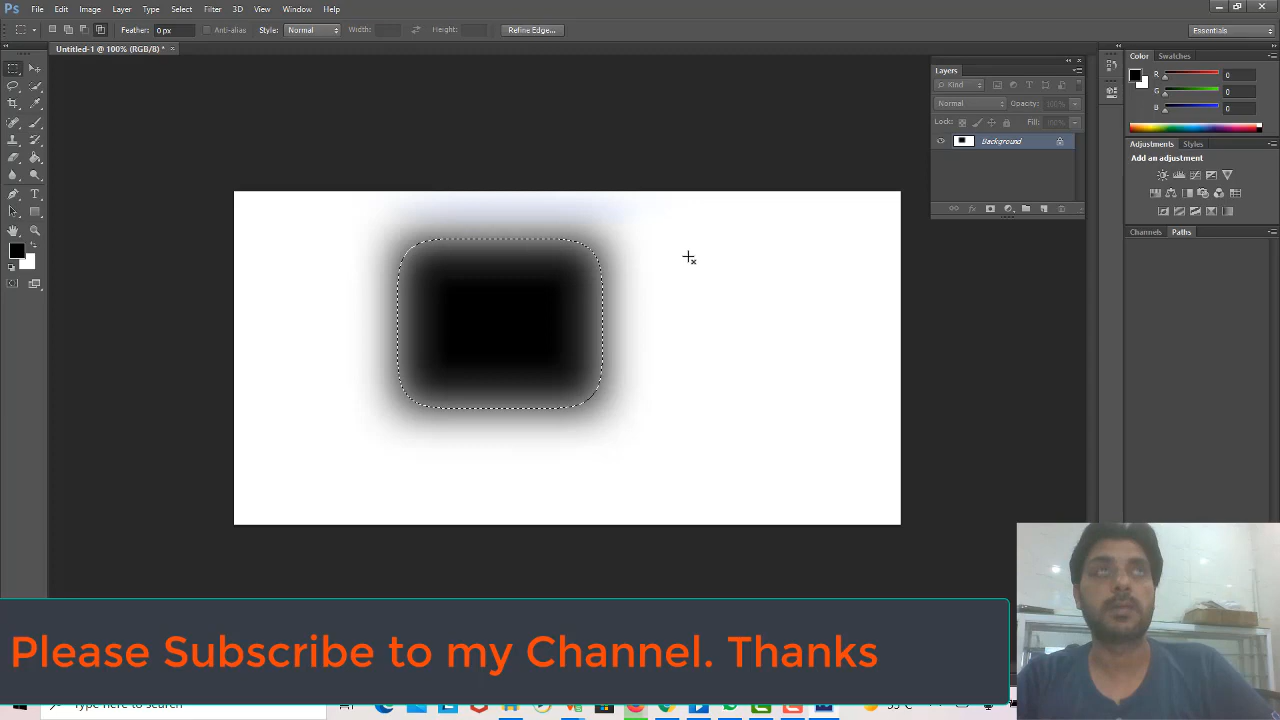 Ps File Edit Image Layer Type Select Filter 3D View Window Help
Feather: 0 px Anti-alias Style: Normal Width: Height: Refine Edge... Essentials
Untitled-1 @ 100% (RGB/8) * ×
Layers
Kind
Normal Opacity: 100%
Lock: Fill: 100%
Background
Color Swatches
R 0
G 0
B 0
Adjustments Styles
Add an adjustment
Channels Paths
Please Subscribe to my Channel. Thanks
Type here to search